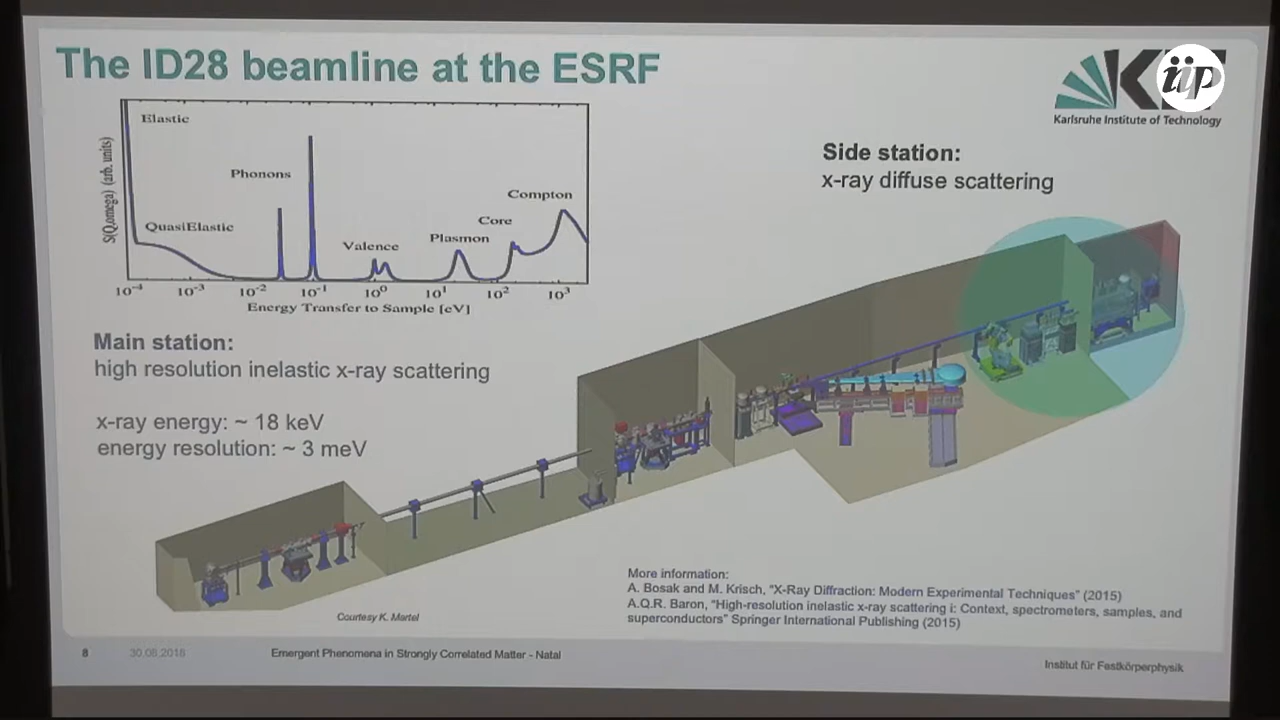 The ID28 beamline at the ESRF
iip
Karlsruhe Institute of Technology
Elastic
Phonons
QuasiElastic
Valence
Plasmon
Core
Compton
S(Q,omega) (arb. units)
10⁻⁴ 10⁻³ 10⁻² 10⁻¹ 10⁰ 10¹ 10² 10³
Energy Transfer to Sample [eV]
Side station:
x-ray diffuse scattering
Main station:
high resolution inelastic x-ray scattering
x-ray energy: ~ 18 keV
energy resolution: ~ 3 meV
More information:
A. Bosak and M. Krisch, "X-Ray Diffraction: Modern Experimental Techniques" (2015)
A.Q.R. Baron, "High-resolution inelastic x-ray scattering i: Context, spectrometers, samples, and
superconductors" Springer International Publishing (2015)
Courtesy K. Martel
8 30.08.2018 Emergent Phenomena in Strongly Correlated Matter - Natal
Institut für Festkörperphysik